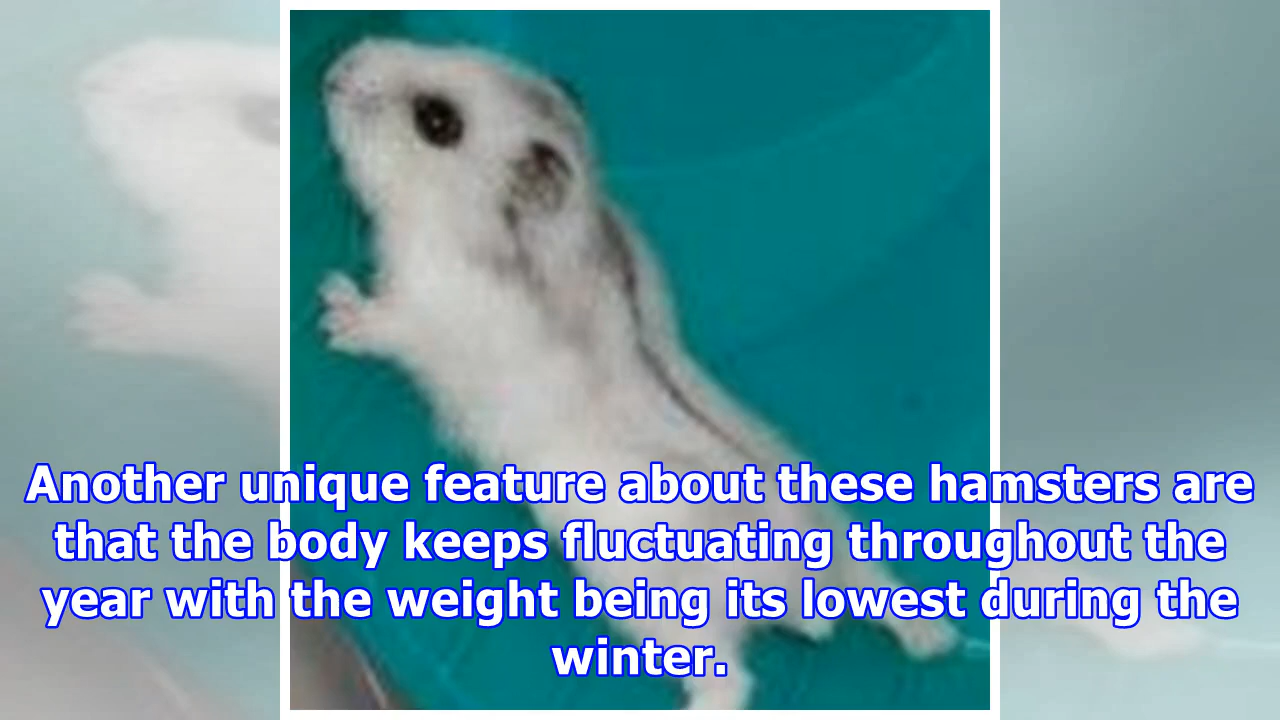 Another unique feature about these hamsters are
that the body keeps fluctuating throughout the
year with the weight being its lowest during the
winter.